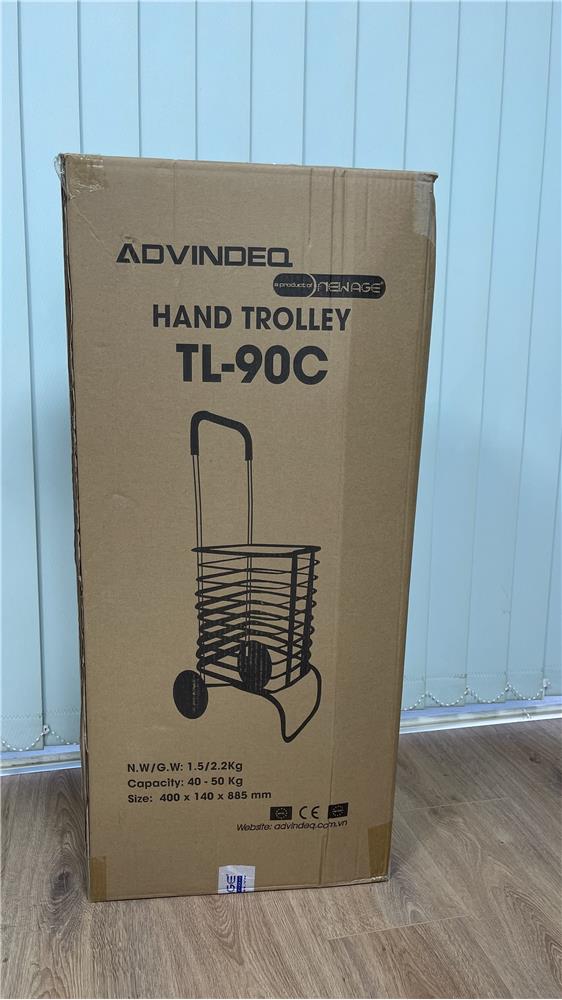 ADVINDEQ
a product of NEWAGE®
HAND TROLLEY
TL-90C
N.W/G.W: 1.5/2.2Kg
Capacity: 40 - 50 Kg
Size: 400 x 140 x 885 mm
CE
Website: advindeq.com.vn